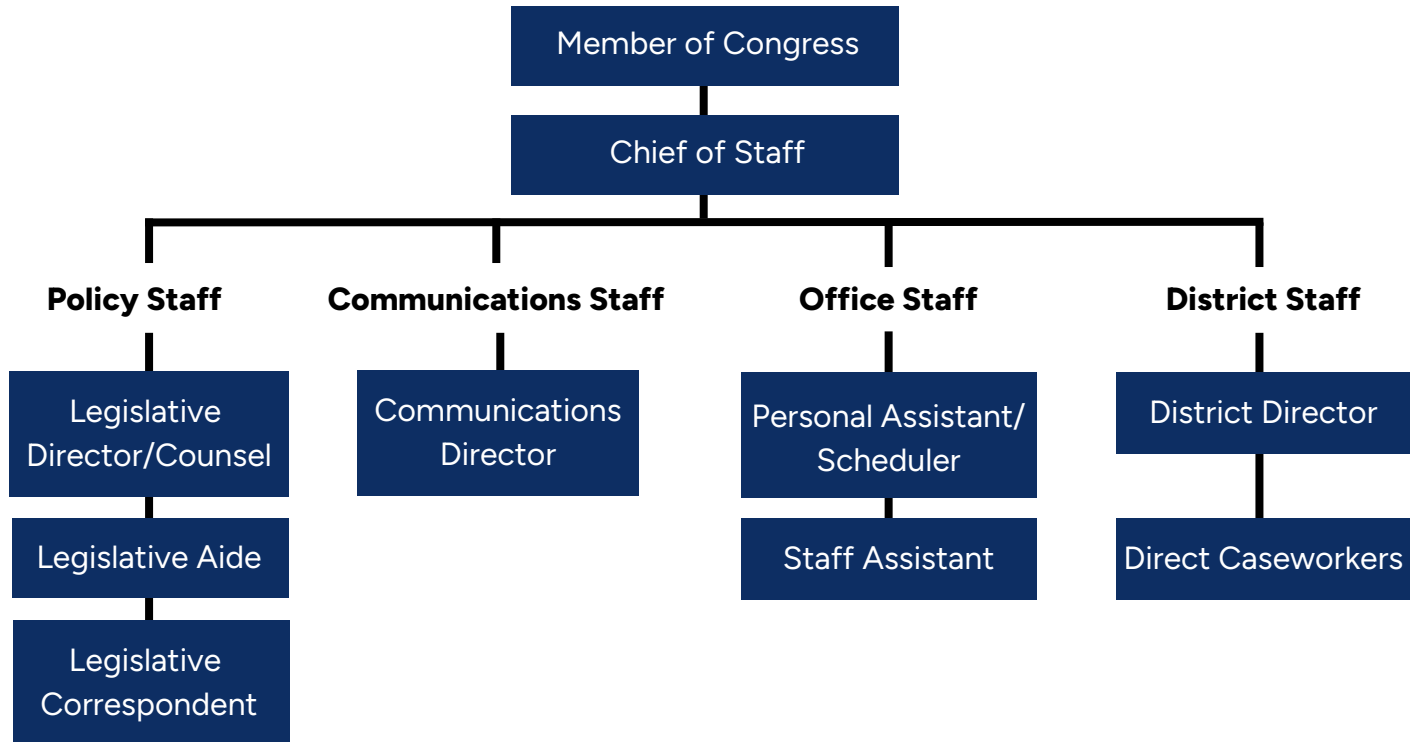 Member of Congress
Chief of Staff
Policy Staff
Communications Staff
Office Staff
District Staff
Legislative
Director/Counsel
Communications
Director
Personal Assistant/
Scheduler
District Director
Legislative Aide
Staff Assistant
Direct Caseworkers
Legislative
Correspondent